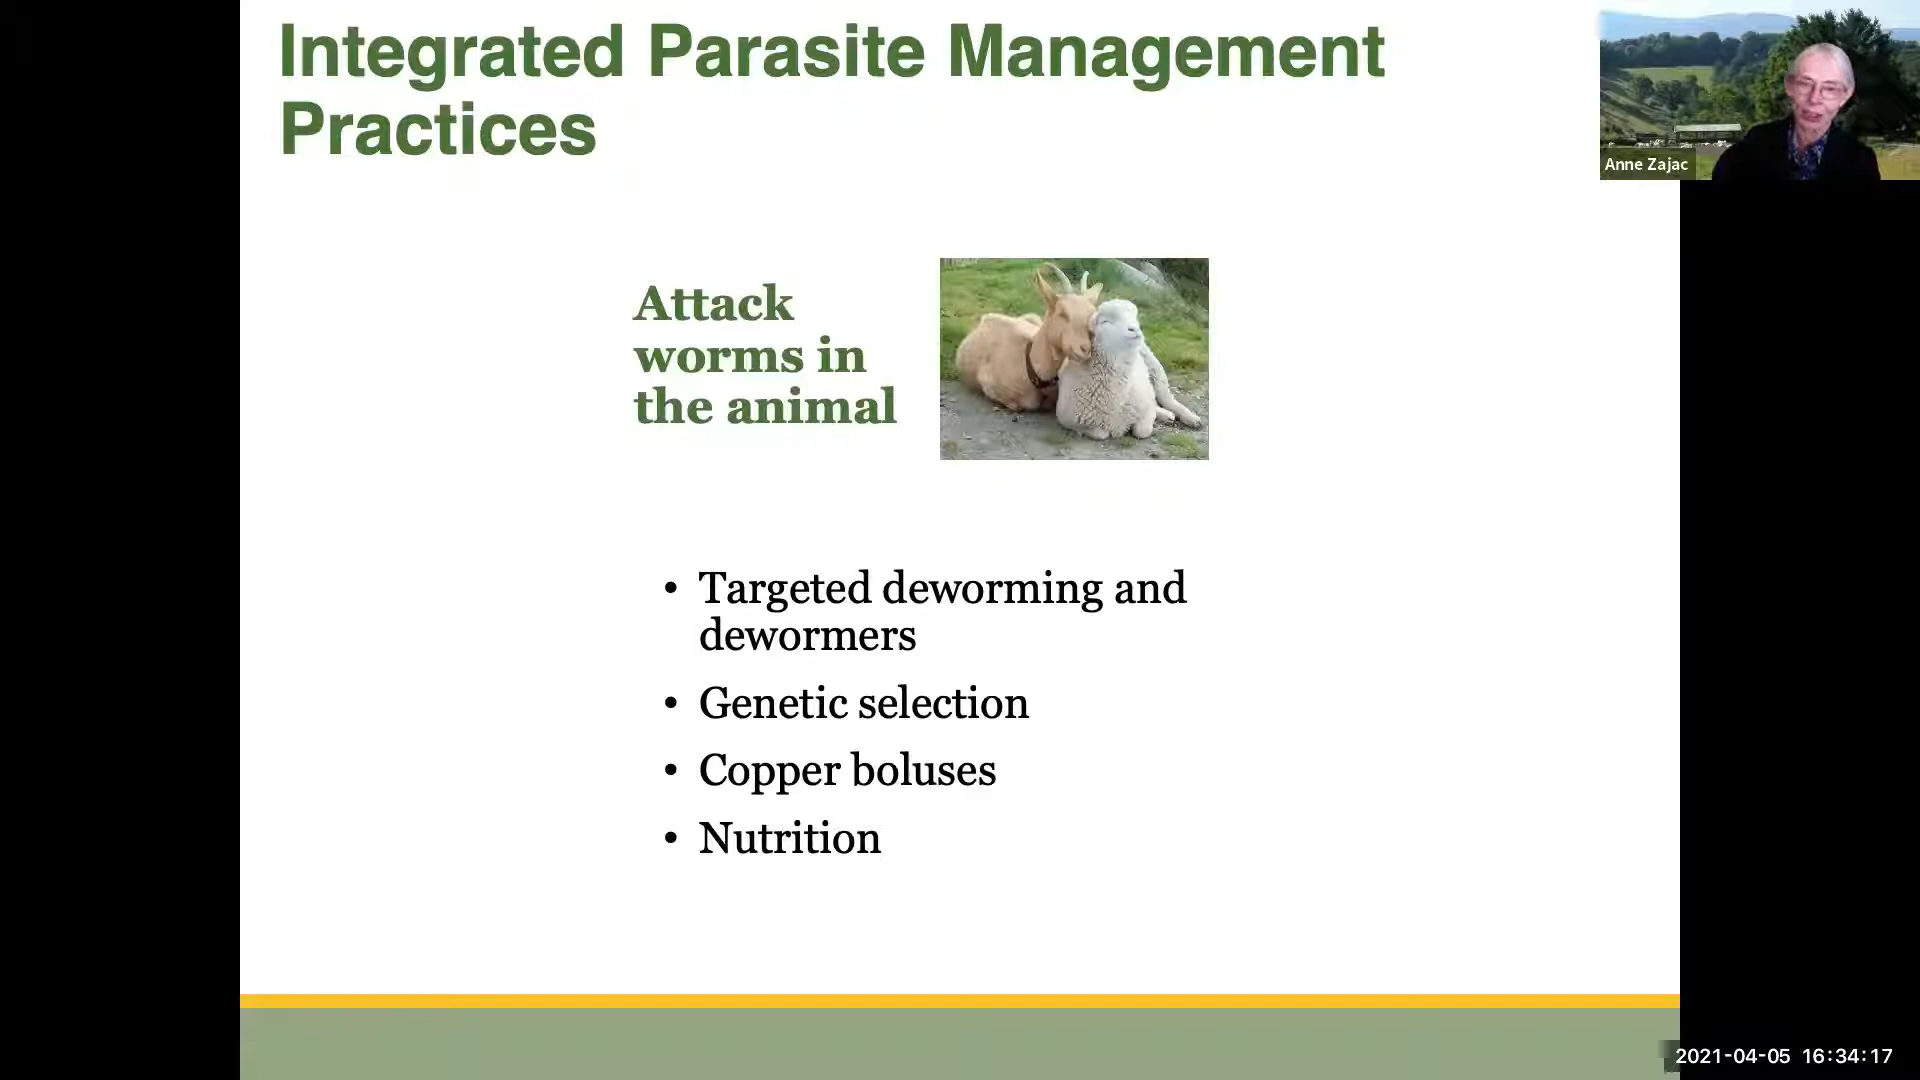 Integrated Parasite Management
Practices
Anne Zajac
Attack
worms in
the animal
• Targeted deworming and
dewormers
• Genetic selection
• Copper boluses
• Nutrition
2021-04-05 16:34:17